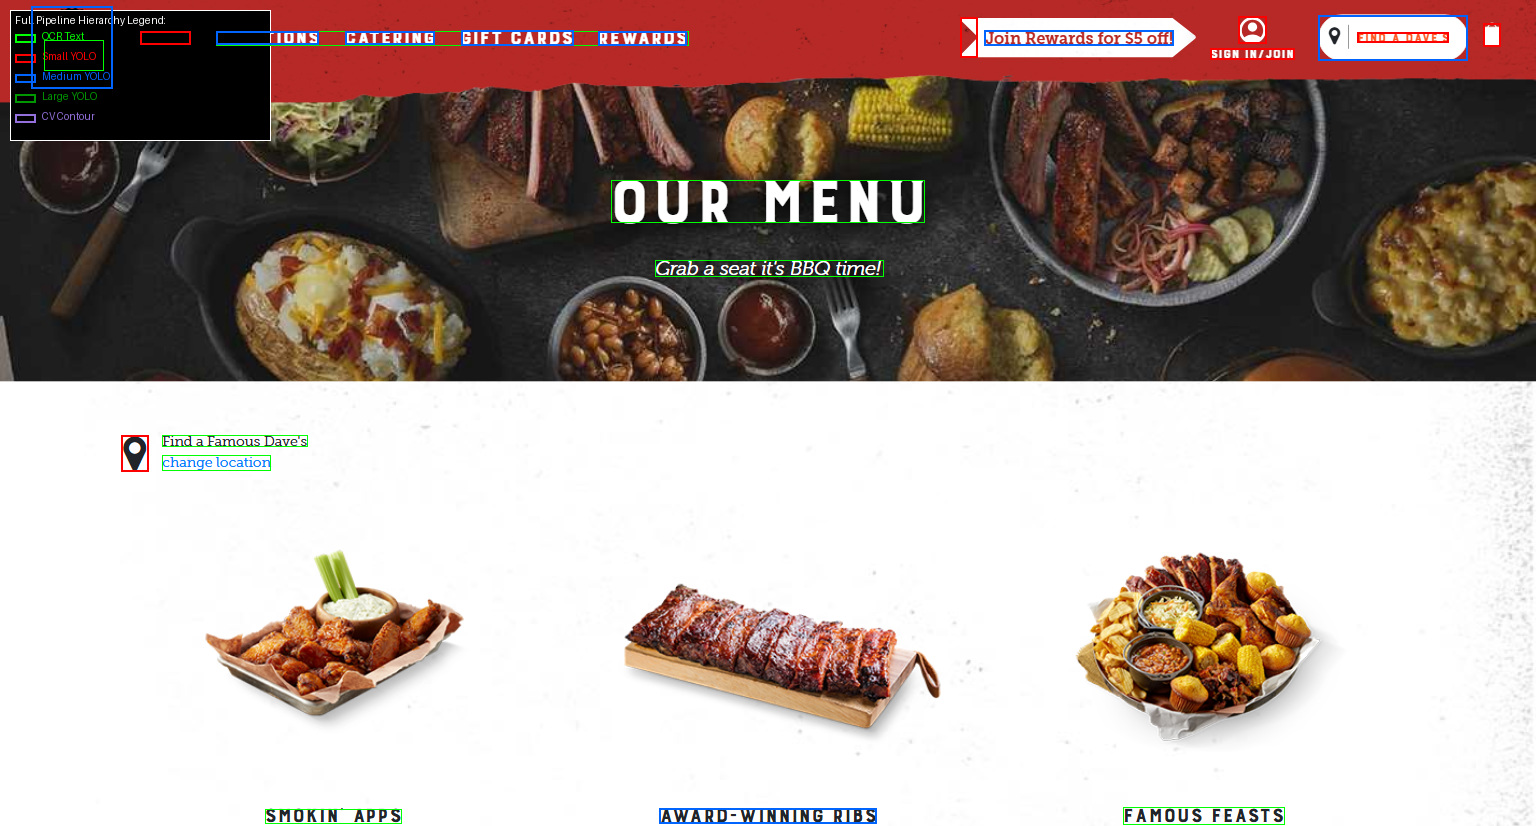 Full Pipeline Hierarchy Legend:
OCR Text
Small YOLO
Medium YOLO
Large YOLO
CV Contour
CATERING
GIFT CARDS
REWARDS
Join Rewards for $5 off!
SIGN IN/JOIN
FIND A DAVE'S
OUR MENU
Grab a seat it's BBQ time!
Find a Famous Dave's
change location
SMOKIN' APPS
AWARD-WINNING RIBS
FAMOUS FEASTS